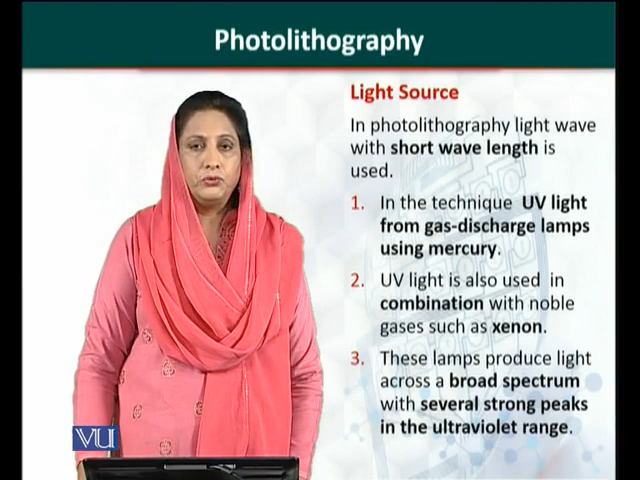 Photolithography
Light Source
In photolithography light wave
with short wave length is
used.
1. In the technique UV light
from gas-discharge lamps
using mercury.
2. UV light is also used in
combination with noble
gases such as xenon.
3. These lamps produce light
across a broad spectrum
with several strong peaks
in the ultraviolet range.
VU